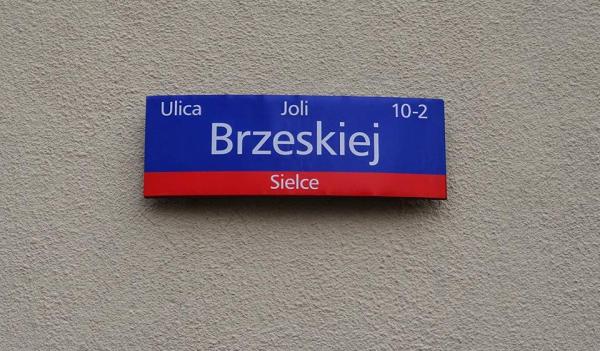 Ulica Joli 10-2
Brzeskiej
Sielce